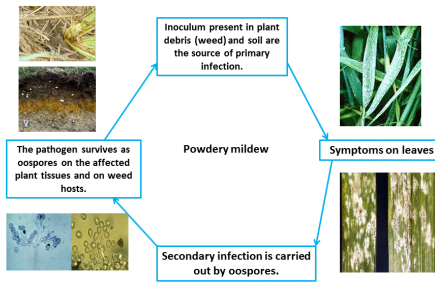 Inoculum present in plant
debris (weed) and soil are
the source of primary
infection.
The pathogen survives as
oospores on the affected
plant tissues and on weed
hosts.
Powdery mildew
Symptoms on leaves
Secondary infection is carried
out by oospores.